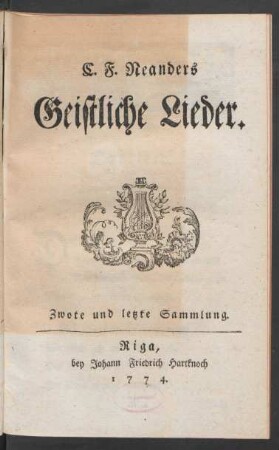 C. F. Neanders
Geistliche Lieder.
Zwote und letzte Sammlung.
Riga,
bey Johann Friedrich Hartknoch
1774.